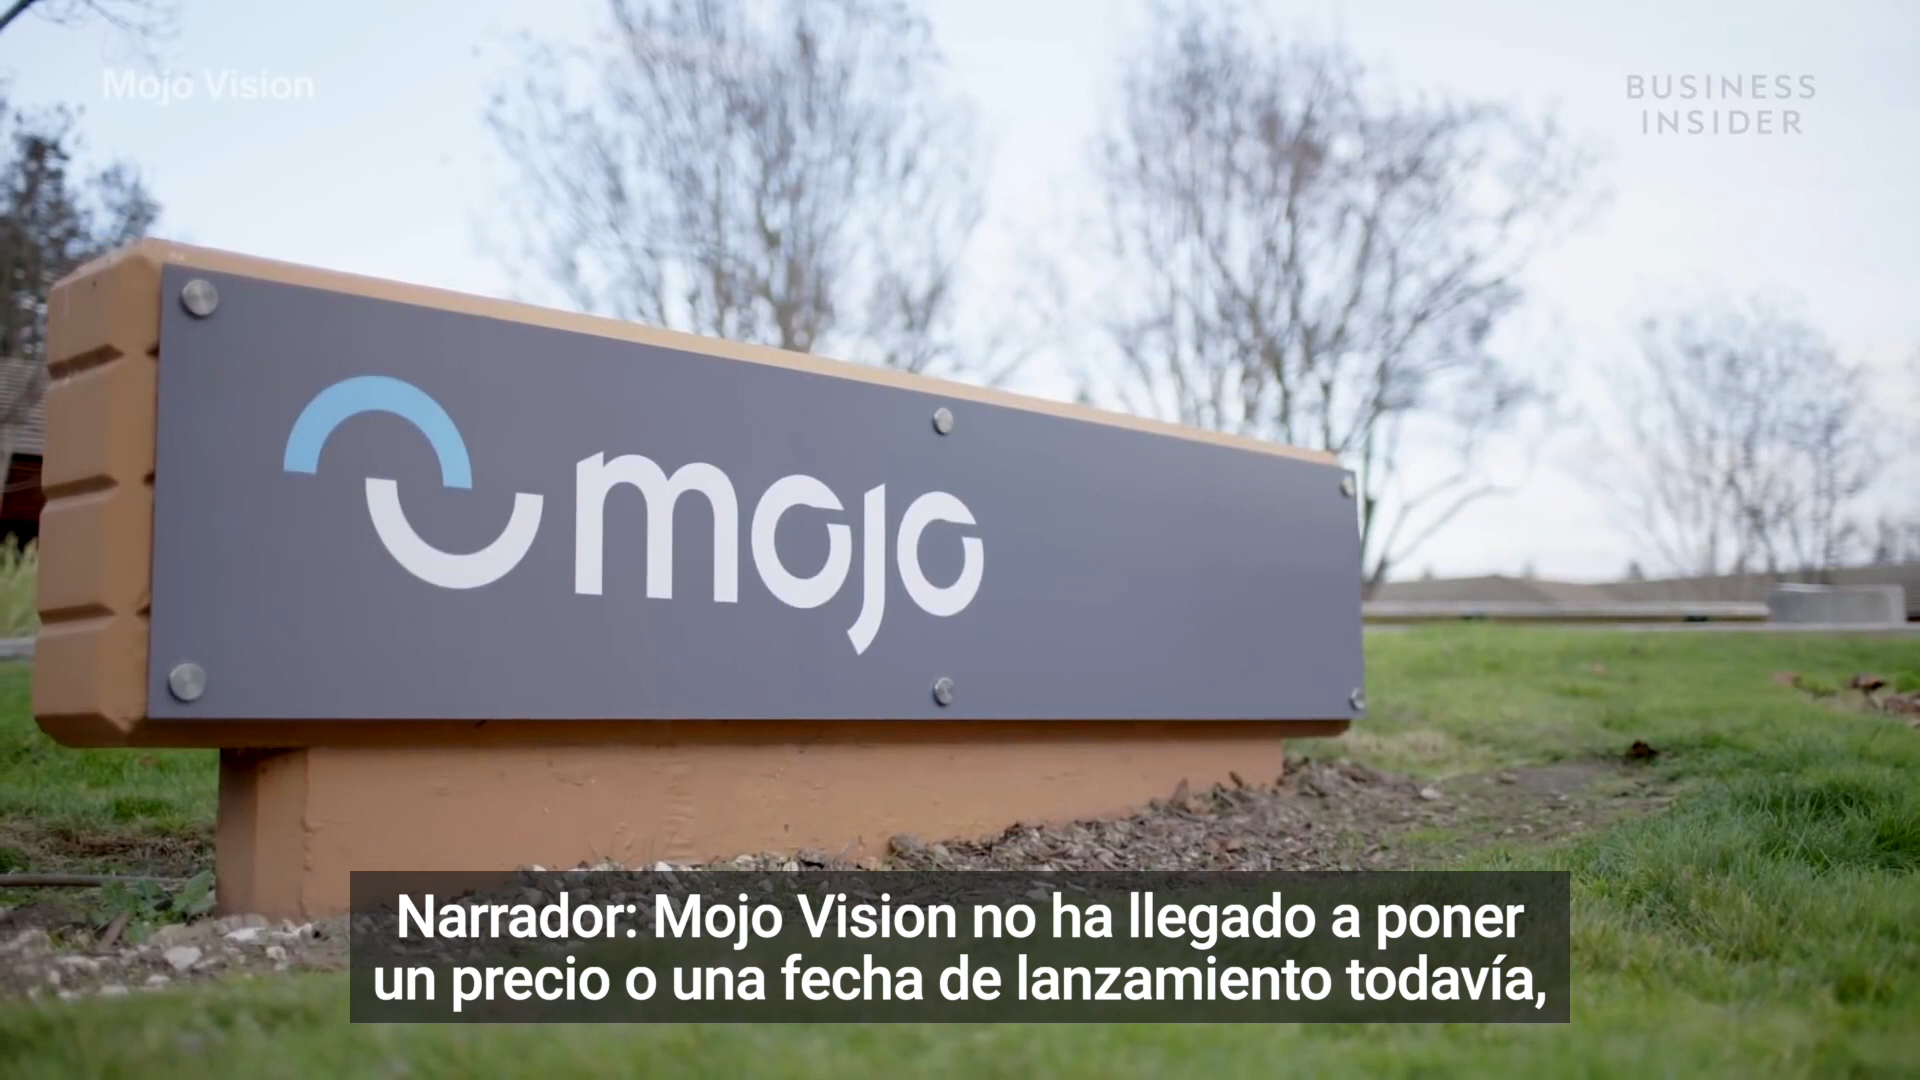 Mojo Vision
BUSINESS
INSIDER
mojo
Narrador: Mojo Vision no ha llegado a poner
un precio o una fecha de lanzamiento todavía,